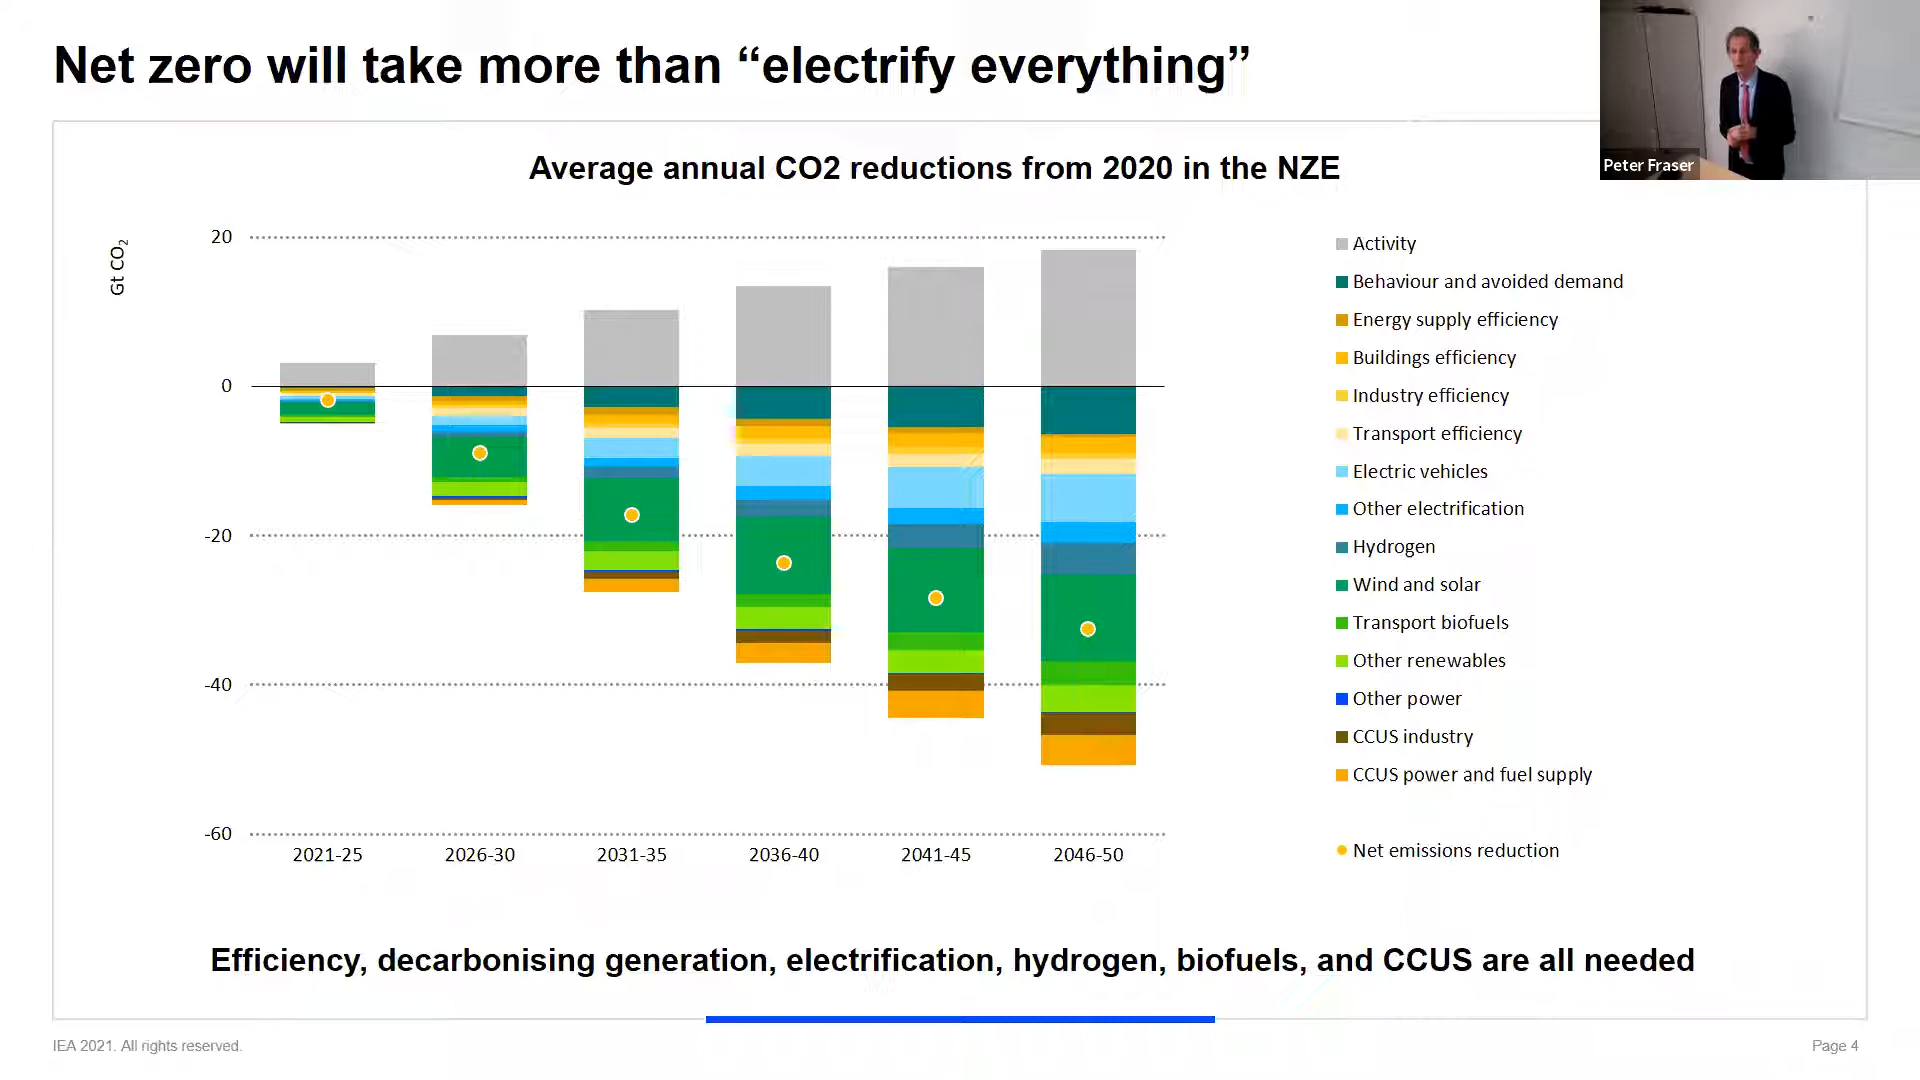 Net zero will take more than “electrify everything”
Peter Fraser
Average annual CO2 reductions from 2020 in the NZE
Gt CO₂
20
0
-20
-40
-60
2021-25
2026-30
2031-35
2036-40
2041-45
2046-50
Activity
Behaviour and avoided demand
Energy supply efficiency
Buildings efficiency
Industry efficiency
Transport efficiency
Electric vehicles
Other electrification
Hydrogen
Wind and solar
Transport biofuels
Other renewables
Other power
CCUS industry
CCUS power and fuel supply
Net emissions reduction
Efficiency, decarbonising generation, electrification, hydrogen, biofuels, and CCUS are all needed
IEA 2021. All rights reserved.
Page 4